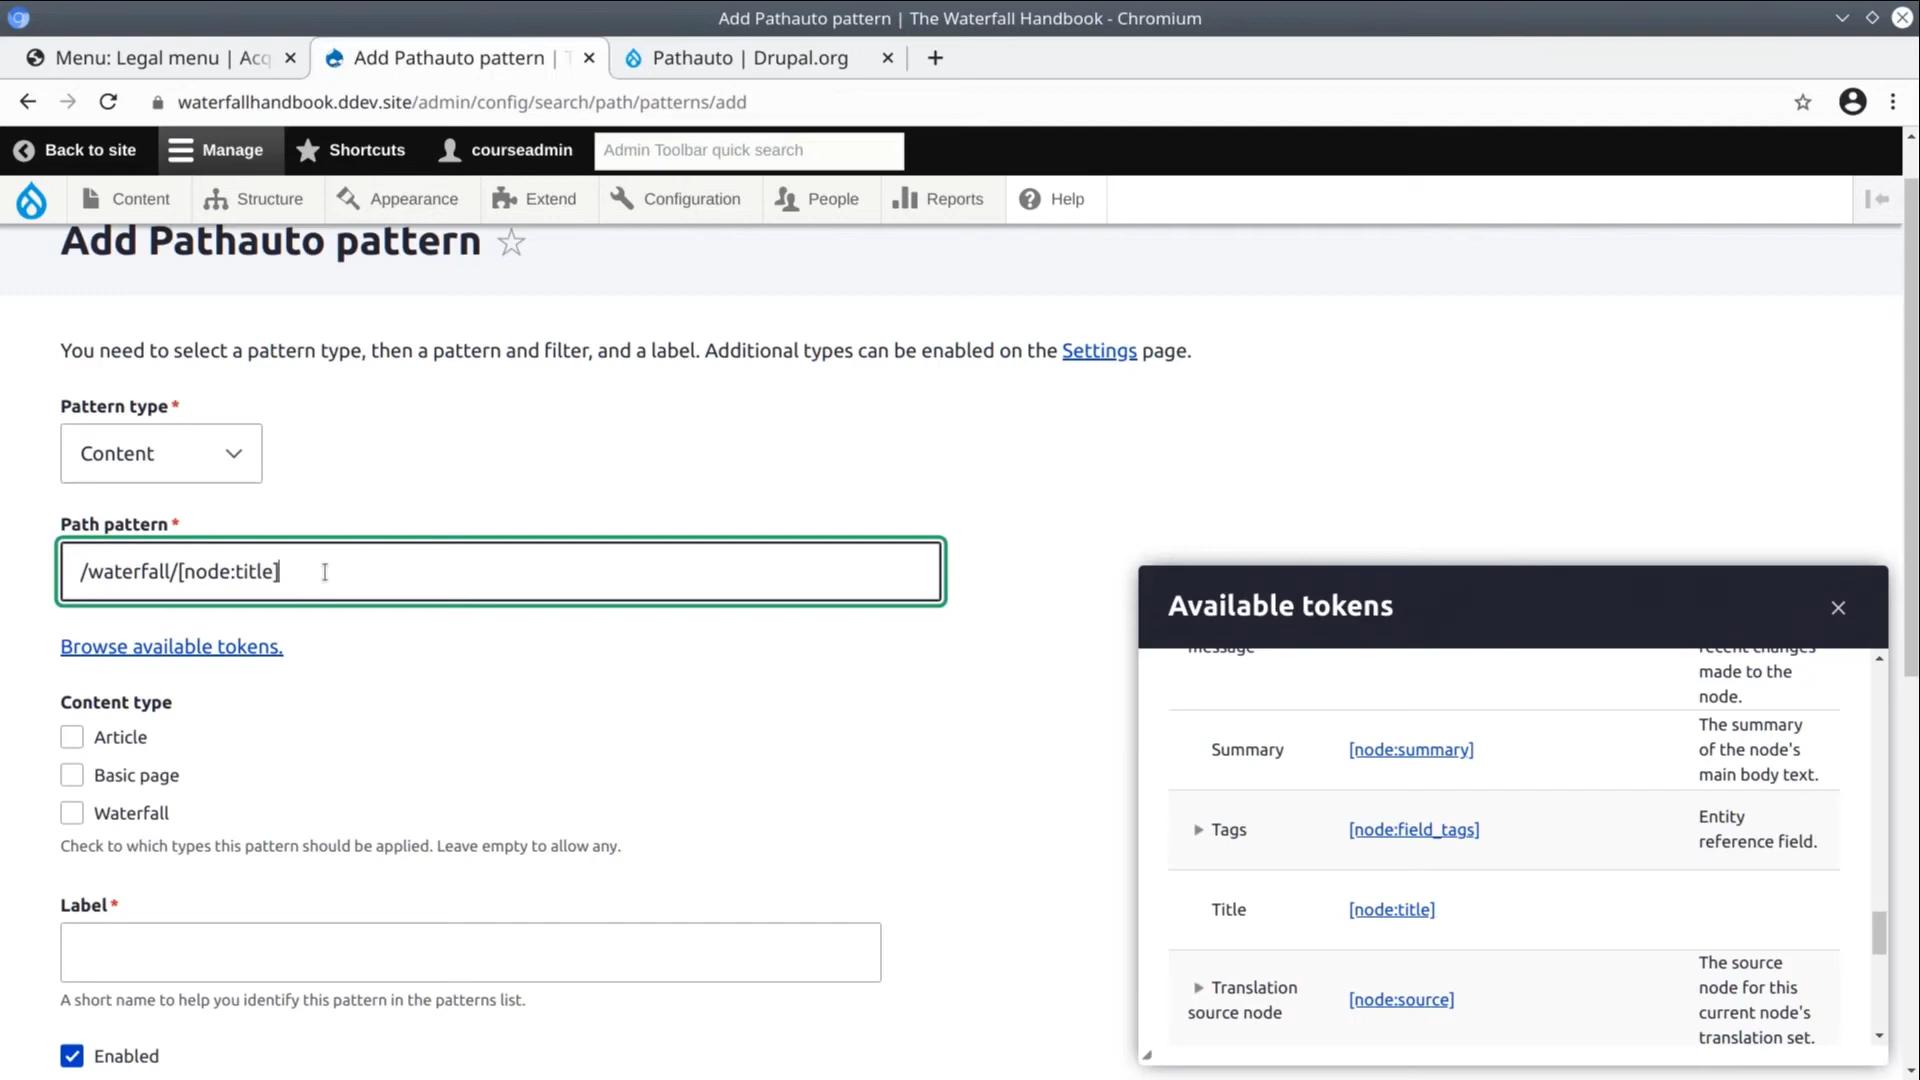 Add Pathauto pattern | The Waterfall Handbook - Chromium
Menu: Legal menu | Acq
Add Pathauto pattern |
Pathauto | Drupal.org
waterfallhandbook.ddev.site/admin/config/search/path/patterns/add
Back to site
Manage
Shortcuts
courseadmin
Admin Toolbar quick search
Content
Structure
Appearance
Extend
Configuration
People
Reports
Help
Add Pathauto pattern
You need to select a pattern type, then a pattern and filter, and a label. Additional types can be enabled on the Settings page.
Pattern type*
Content
Path pattern*
/waterfall/[node:title]
Browse available tokens.
Content type
Article
Basic page
Waterfall
Check to which types this pattern should be applied. Leave empty to allow any.
Label*
A short name to help you identify this pattern in the patterns list.
Enabled
Available tokens
message
recent changes
made to the
node.
Summary
[node:summary]
The summary
of the node's
main body text.
Tags
[node:field_tags]
Entity
reference field.
Title
[node:title]
Translation
source node
[node:source]
The source
node for this
current node's
translation set.